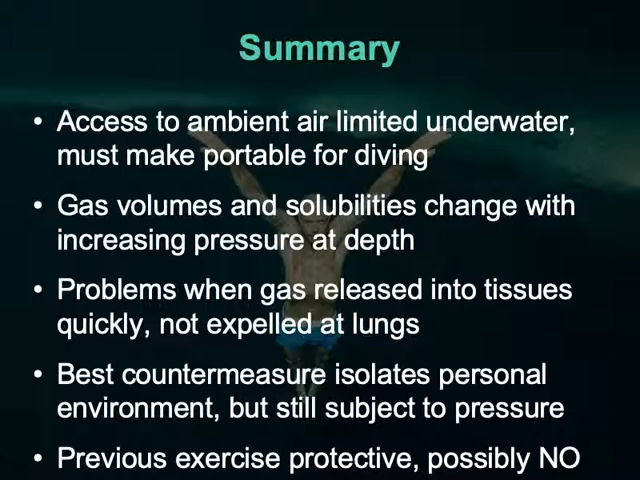 Summary
• Access to ambient air limited underwater,
must make portable for diving
• Gas volumes and solubilities change with
increasing pressure at depth
• Problems when gas released into tissues
quickly, not expelled at lungs
• Best countermeasure isolates personal
environment, but still subject to pressure
• Previous exercise protective, possibly NO